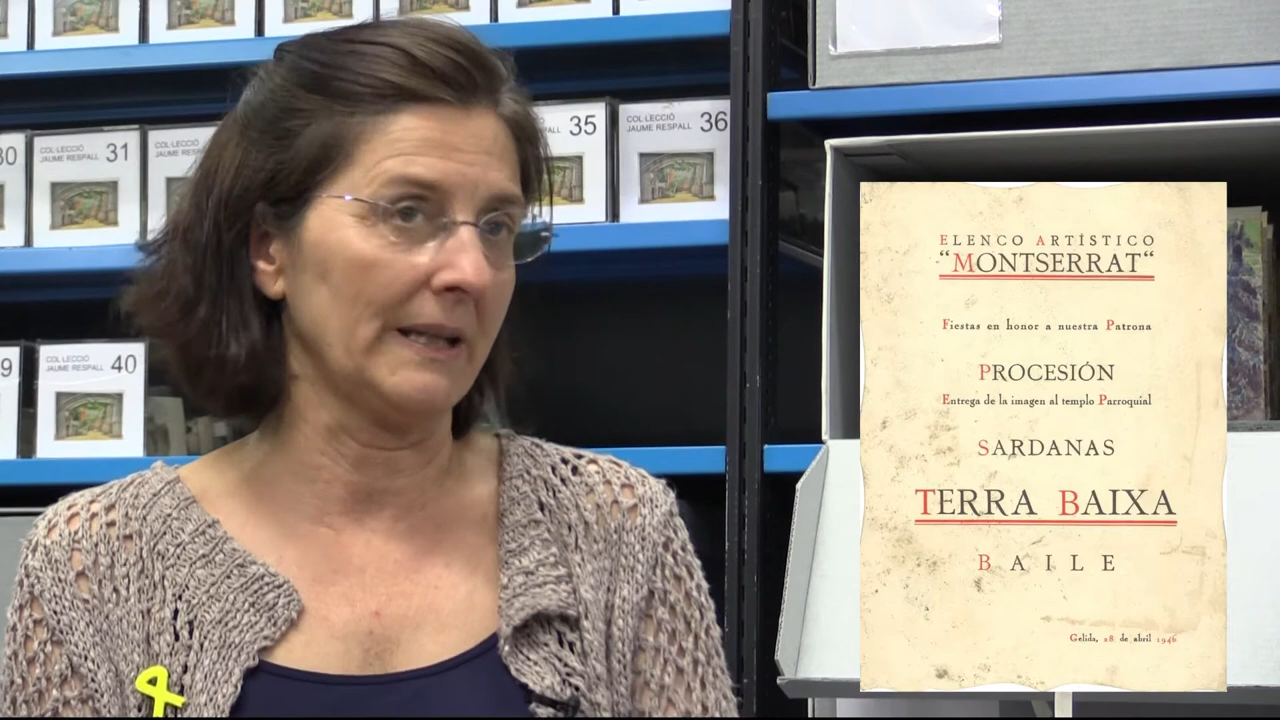 30
COL·LECCIÓ
JAUME RESPALL 31
COL·LECCIÓ
JAUME RESPALL
35
COL·LECCIÓ
JAUME RESPALL 36
COL·LECCIÓ
JAUME RESPALL 40
ELENCO ARTÍSTICO
“MONTSERRAT“
Fiestas en honor a nuestra Patrona
PROCESIÓN
Entrega de la imagen al templo Parroquial
SARDANAS
TERRA BAIXA
BAILE
Gelida, 28 de abril 1946